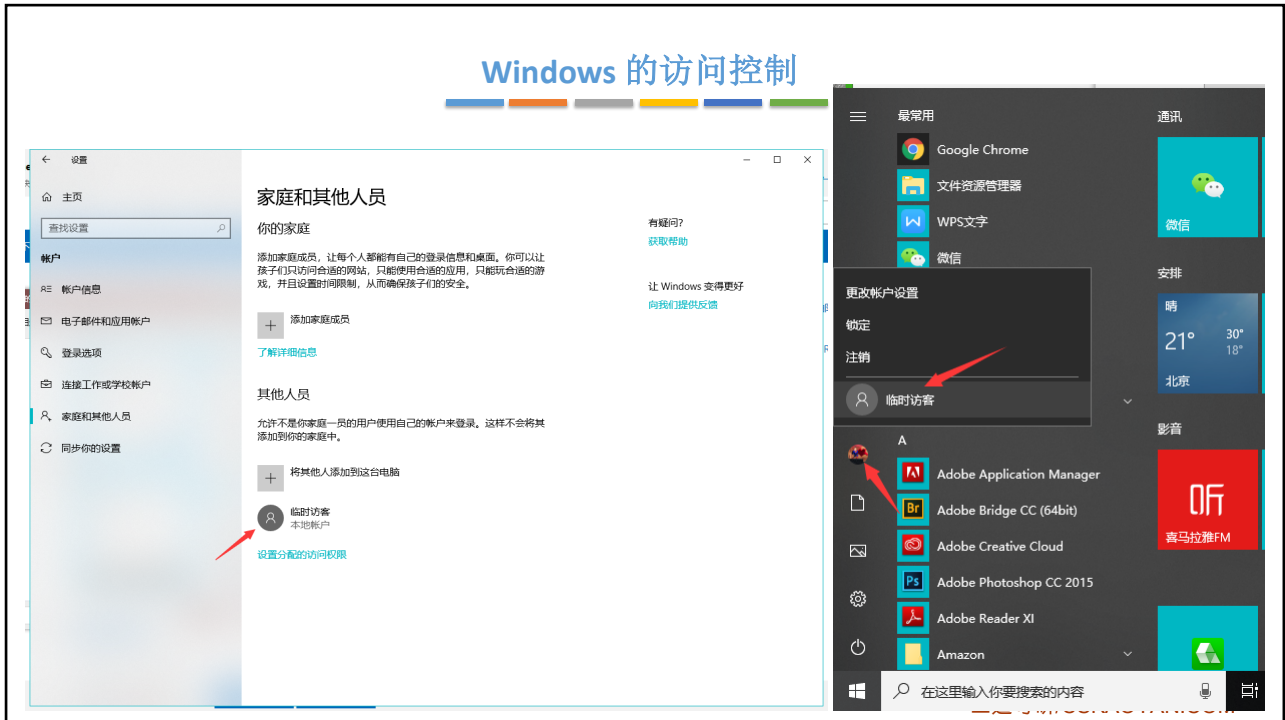 Windows 的访问控制
设置
主页
查找设置
帐户
帐户信息
电子邮件和应用帐户
登录选项
连接工作或学校帐户
家庭和其他人员
同步你的设置
家庭和其他人员
你的家庭
添加家庭成员，让每个人都能有自己的登录信息和桌面。你可以让
孩子们只访问合适的网站，只能使用合适的应用，只能玩合适的游
戏，并且设置时间限制，从而确保孩子们的安全。
添加家庭成员
了解详细信息
其他人员
允许不是你家庭一员的用户使用自己的帐户来登录。这样不会将其
添加到你的家庭中。
将其他人添加到这台电脑
临时访客
本地帐户
设置分配的访问权限
有疑问?
获取帮助
让 Windows 变得更好
向我们提供反馈
最常用
Google Chrome
文件资源管理器
WPS文字
微信
更改帐户设置
锁定
注销
临时访客
A
Adobe Application Manager
Br
Adobe Bridge CC (64bit)
Adobe Creative Cloud
Ps
Adobe Photoshop CC 2015
Adobe Reader XI
Amazon
在这里输入你要搜索的内容
通讯
微信
安排
晴
21° 30°
18°
北京
影音
听
喜马拉雅FM